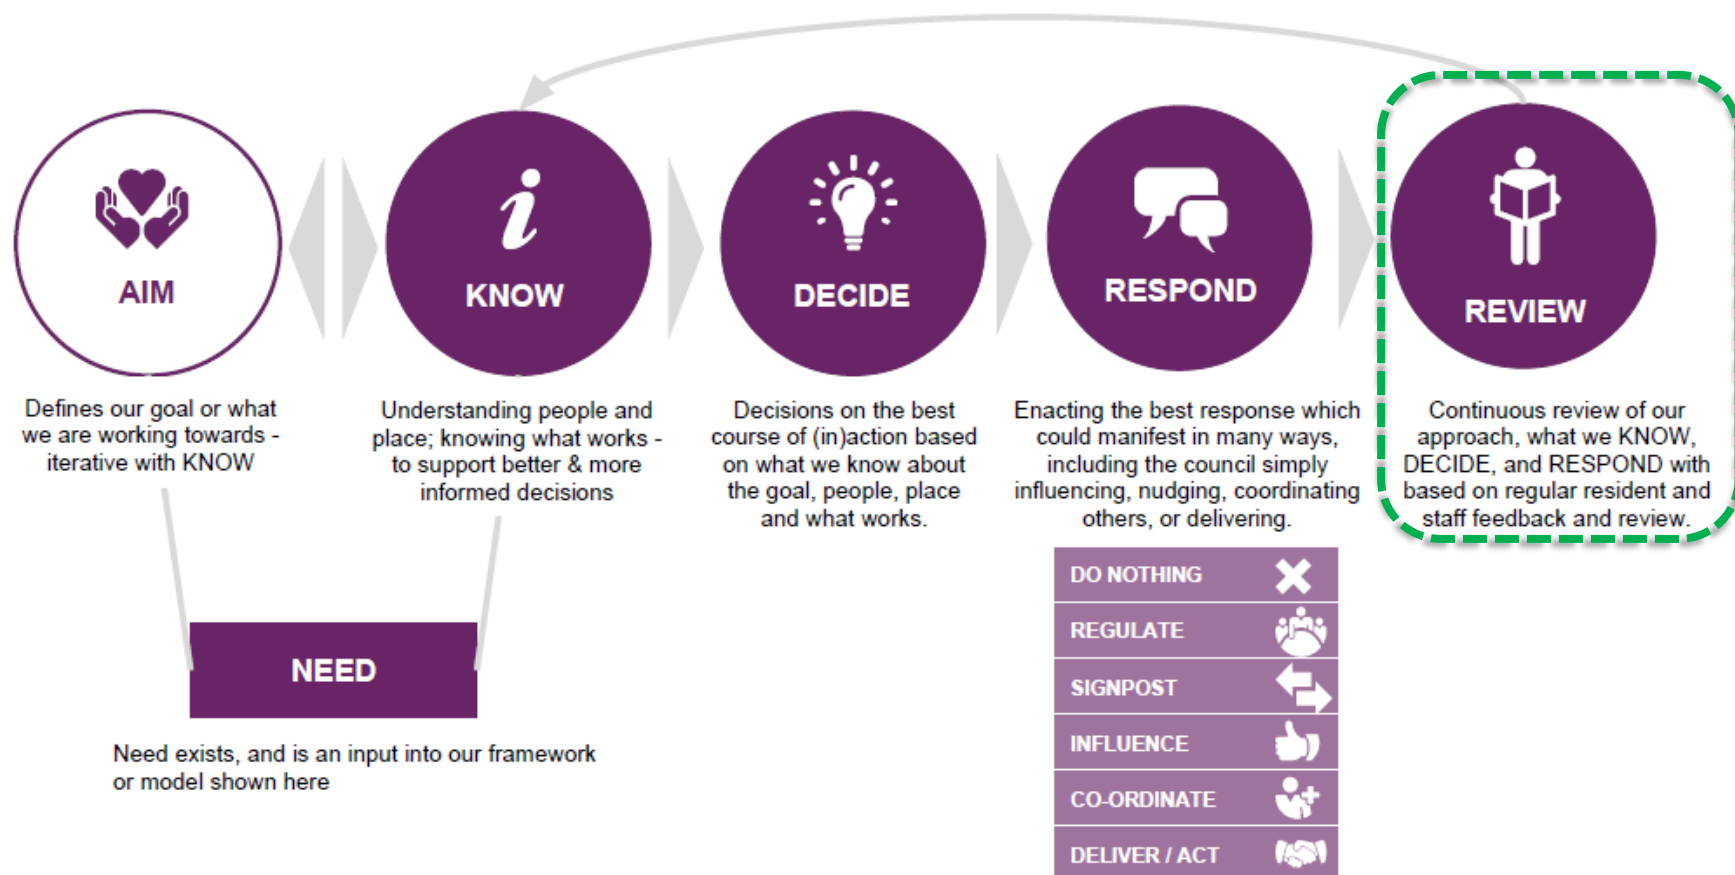 AIM
KNOW
DECIDE
RESPOND
REVIEW
Defines our goal or what
we are working towards -
iterative with KNOW
Understanding people and
place; knowing what works -
to support better & more
informed decisions
Decisions on the best
course of (in)action based
on what we know about
the goal, people, place
and what works.
Enacting the best response which
could manifest in many ways,
including the council simply
influencing, nudging, coordinating
others, or delivering.
Continuous review of our
approach, what we KNOW,
DECIDE, and RESPOND with
based on regular resident and
staff feedback and review.
NEED
Need exists, and is an input into our framework
or model shown here
DO NOTHING
REGULATE
SIGNPOST
INFLUENCE
CO-ORDINATE
DELIVER / ACT